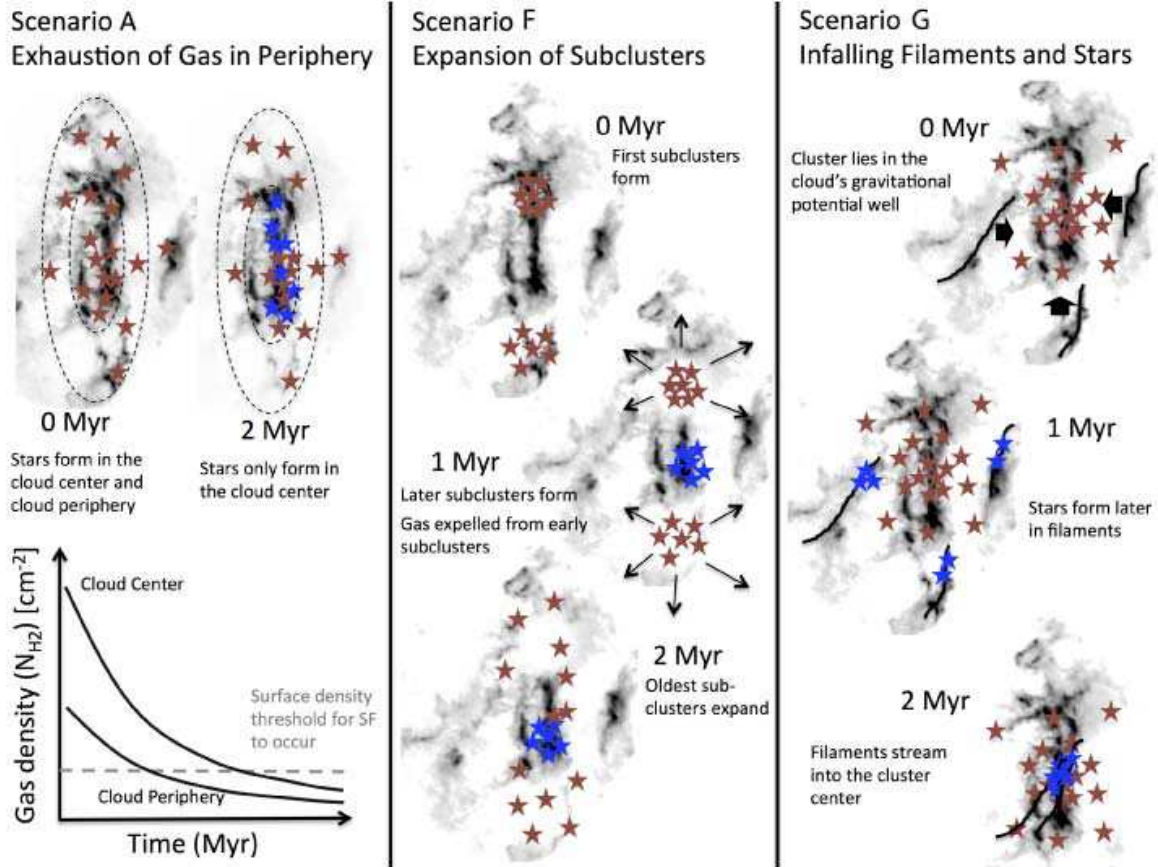 Scenario A
Exhaustion of Gas in Periphery
0 Myr
Stars form in the
cloud center and
cloud periphery
2 Myr
Stars only form in
the cloud center
Gas density (N_H2) [cm⁻²]
Cloud Center
Surface density
threshold for SF
to occur
Cloud Periphery
Time (Myr)
Scenario F
Expansion of Subclusters
0 Myr
First subclusters
form
1 Myr
Later subclusters form
Gas expelled from early
subclusters
2 Myr
Oldest sub-
clusters expand
Scenario G
Infalling Filaments and Stars
0 Myr
Cluster lies in the
cloud's gravitational
potential well
1 Myr
Stars form later
in filaments
2 Myr
Filaments stream
into the cluster
center